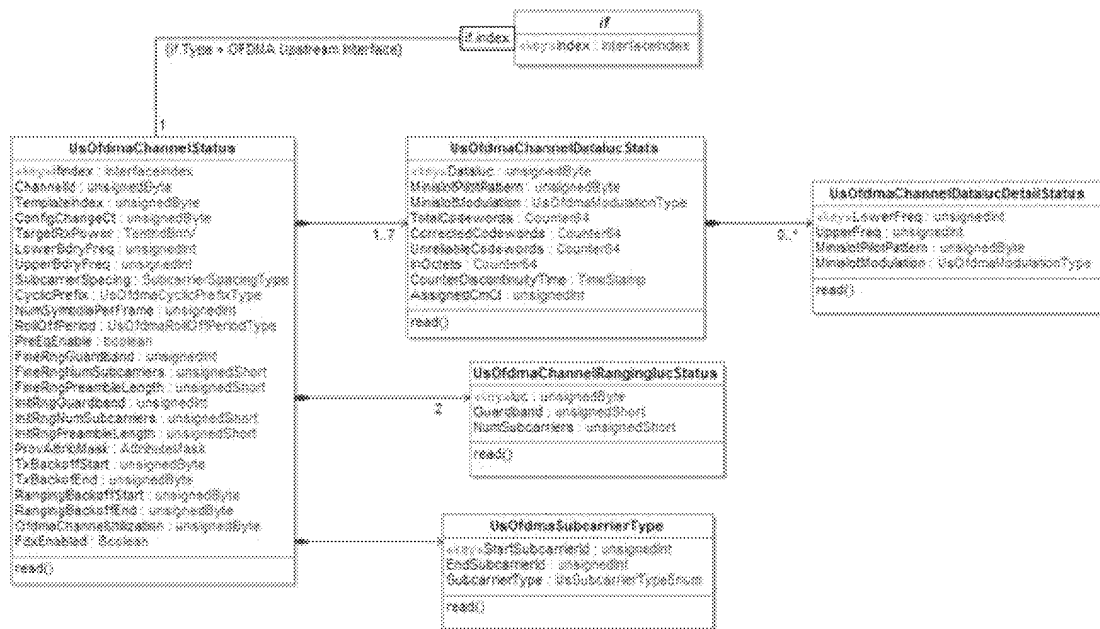 if
«key»Index : InterfaceIndex
if.index
(if.Type = OFDMA Upstream Interface)
1
UsOfdmaChannelStatus
«key»IfIndex : InterfaceIndex
ChannelId : unsignedByte
TemplateIndex : unsignedByte
ConfigChangeCt : unsignedByte
TargetRxPower : TenthdBmV
LowerBdryFreq : unsignedInt
UpperBdryFreq : unsignedInt
SubcarrierSpacing : SubcarrierSpacingType
CyclicPrefix : UsOfdmaCyclicPrefixType
NumSymbolsPerFrame : unsignedInt
RollOffPeriod : UsOfdmaRollOffPeriodType
PreEqEnable : boolean
FineRngGuardband : unsignedInt
FineRngNumSubcarriers : unsignedShort
FineRngPreambleLength : unsignedShort
IntRngGuardband : unsignedInt
IntRngNumSubcarriers : unsignedShort
IntRngPreambleLength : unsignedShort
ProvAttribMask : AttributeMask
TxBackoffStart : unsignedByte
TxBackoffEnd : unsignedByte
RangingBackoffStart : unsignedByte
RangingBackoffEnd : unsignedByte
OfdmaChannelUtilization : unsignedByte
FdxEnabled : Boolean
read()
1..7
UsOfdmaChannelDataIucStats
«key»DataIuc : unsignedByte
MinislotPilotPattern : unsignedByte
MinislotModulation : UsOfdmaModulationType
TotalCodewords : Counter64
CorrectedCodewords : Counter64
UnreliableCodewords : Counter64
InOctets : Counter64
CounterDiscontinuityTime : TimeStamp
AssignedCmCt : unsignedInt
read()
0..*
UsOfdmaChannelDataIucDetailStatus
«key»LowerFreq : unsignedInt
UpperFreq : unsignedInt
MinislotPilotPattern : unsignedByte
MinislotModulation : UsOfdmaModulationType
read()
2
UsOfdmaChannelRangingIucStatus
«key»Iuc : unsignedByte
Guardband : unsignedShort
NumSubcarriers : unsignedShort
read()
UsOfdmaSubcarrierType
«key»StartSubcarrierId : unsignedInt
EndSubcarrierId : unsignedInt
SubcarrierType : UsSubcarrierTypeEnum
read()